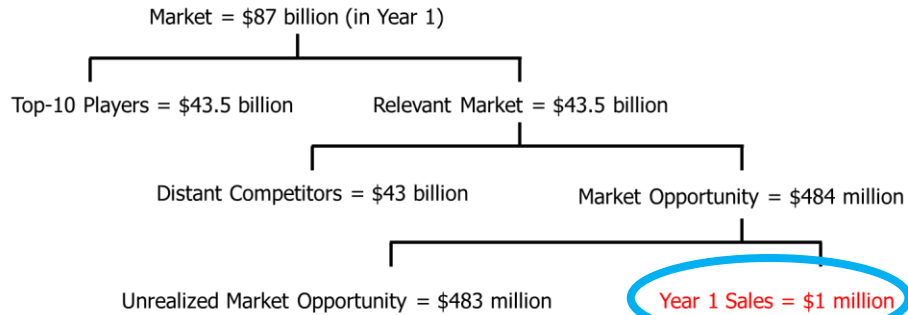 Market = $87 billion (in Year 1)
Top-10 Players = $43.5 billion
Relevant Market = $43.5 billion
Distant Competitors = $43 billion
Market Opportunity = $484 million
Unrealized Market Opportunity = $483 million
Year 1 Sales = $1 million